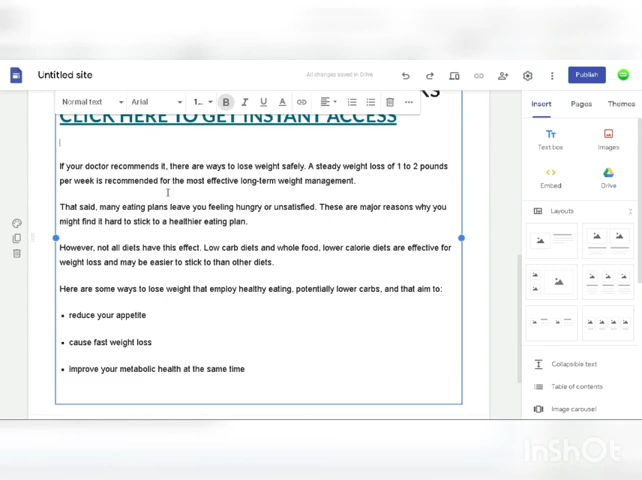 Untitled site
All changes saved in Drive
Publish
Normal text
Arial
1...
B
I
U
A
Insert
Pages
Themes
CLICK HERE TO GET INSTANT ACCESS
If your doctor recommends it, there are ways to lose weight safely. A steady weight loss of 1 to 2 pounds
per week is recommended for the most effective long-term weight management.
That said, many eating plans leave you feeling hungry or unsatisfied. These are major reasons why you
might find it hard to stick to a healthier eating plan.
However, not all diets have this effect. Low carb diets and whole food, lower calorie diets are effective for
weight loss and may be easier to stick to than other diets.
Here are some ways to lose weight that employ healthy eating, potentially lower carbs, and that aim to:
• reduce your appetite
• cause fast weight loss
• improve your metabolic health at the same time
Tt
Text box
Images
Embed
Drive
Layouts
Collapsible text
Table of contents
Image carousel
InShOt